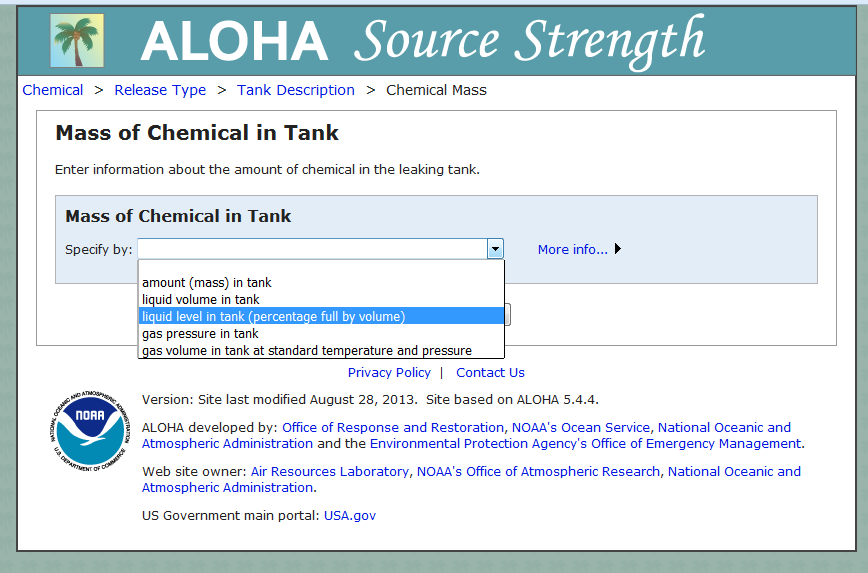 ALOHA Source Strength
Chemical > Release Type > Tank Description > Chemical Mass
Mass of Chemical in Tank
Enter information about the amount of chemical in the leaking tank.
Mass of Chemical in Tank
Specify by:
More info...
amount (mass) in tank
liquid volume in tank
liquid level in tank (percentage full by volume)
gas pressure in tank
gas volume in tank at standard temperature and pressure
Privacy Policy | Contact Us
NATIONAL OCEANIC AND ATMOSPHERIC ADMINISTRATION
NOAA
U.S. DEPARTMENT OF COMMERCE
Version: Site last modified August 28, 2013. Site based on ALOHA 5.4.4.
ALOHA developed by: Office of Response and Restoration, NOAA's Ocean Service, National Oceanic and
Atmospheric Administration and the Environmental Protection Agency's Office of Emergency Management.
Web site owner: Air Resources Laboratory, NOAA's Office of Atmospheric Research, National Oceanic and
Atmospheric Administration.
US Government main portal: USA.gov